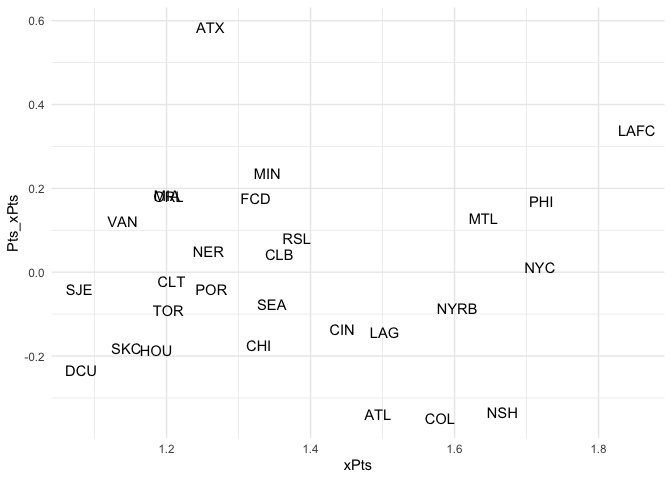 0.6
ATX
0.4
LAFC
MIN
0.2
MIA
ORL
FCD
PHI
VAN
MTL
RSL
NER
CLB
NYC
0.0
CLT
SJE
POR
SEA
NYRB
TOR
CIN
LAG
CHI
SKC
HOU
-0.2
DCU
ATL
NSH
COL
1.2
1.4
1.6
1.8
xPts
Pts_xPts